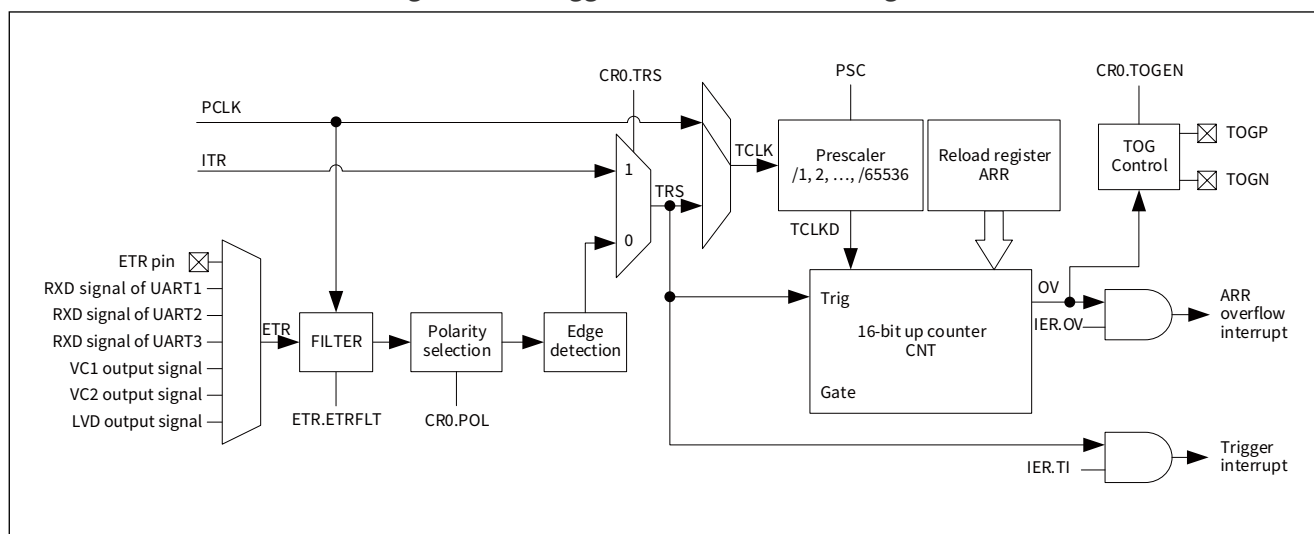 CR0.TRS
PSC
CR0.TOGEN
PCLK
ITR
1
0
TRS
TCLK
Prescaler
/1, 2, …, /65536
Reload register
ARR
TOG
Control
TOGP
TOGN
TCLKD
ETR pin
RXD signal of UART1
RXD signal of UART2
RXD signal of UART3
VC1 output signal
VC2 output signal
LVD output signal
ETR
FILTER
ETR.ETRFLT
Polarity
selection
CR0.POL
Edge
detection
Trig
16-bit up counter
CNT
Gate
OV
IER.OV
ARR
overflow
interrupt
IER.TI
Trigger
interrupt